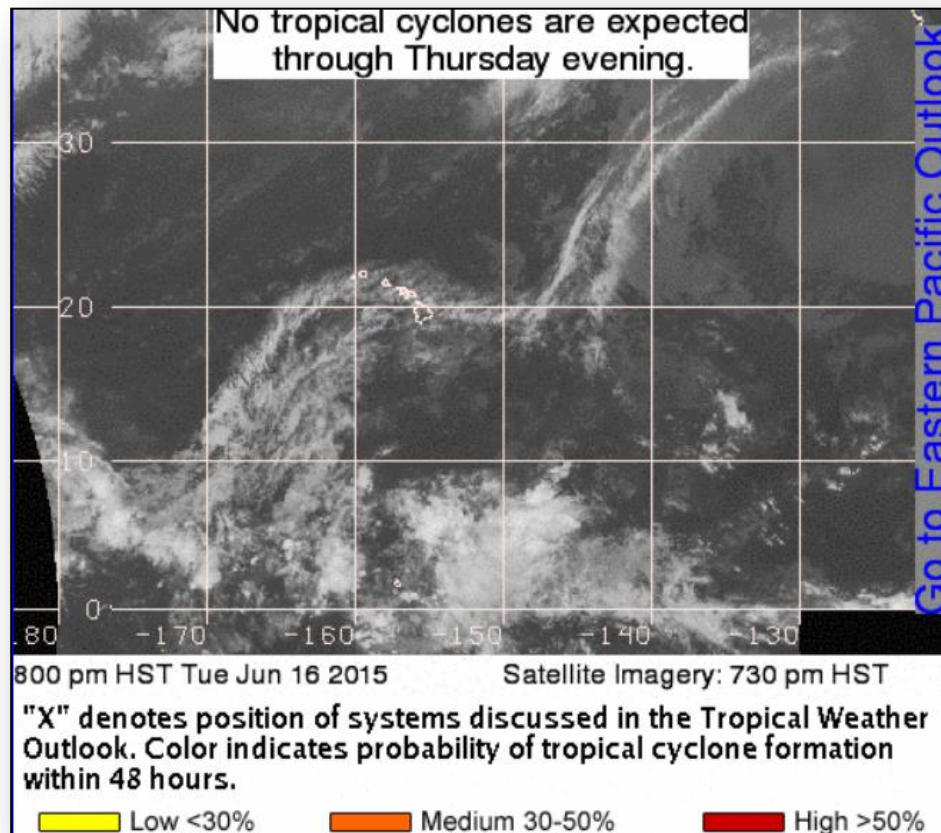 No tropical cyclones are expected
through Thursday evening.
Go to Eastern Pacific Outlook
30
20
10
0
.80 -170 -160 -150 -140 -130
800 pm HST Tue Jun 16 2015 Satellite Imagery: 730 pm HST
"X" denotes position of systems discussed in the Tropical Weather
Outlook. Color indicates probability of tropical cyclone formation
within 48 hours.
Low <30% Medium 30-50% High >50%